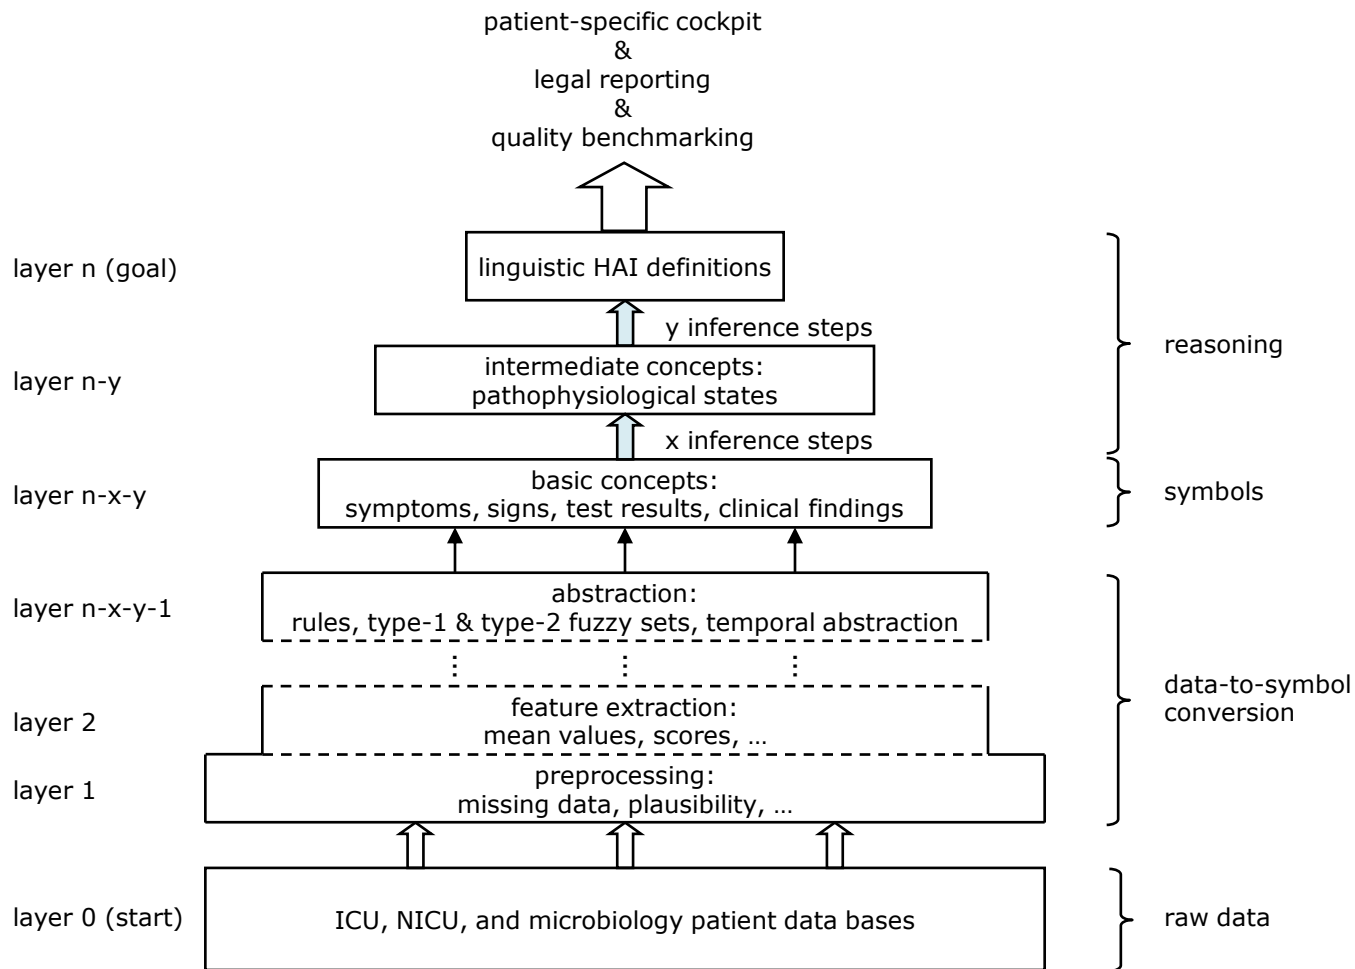 patient-specific cockpit
&
legal reporting
&
quality benchmarking
layer n (goal)
linguistic HAI definitions
y inference steps
reasoning
layer n-y
intermediate concepts:
pathophysiological states
x inference steps
layer n-x-y
basic concepts:
symptoms, signs, test results, clinical findings
symbols
layer n-x-y-1
abstraction:
rules, type-1 & type-2 fuzzy sets, temporal abstraction
data-to-symbol
conversion
layer 2
feature extraction:
mean values, scores, …
layer 1
preprocessing:
missing data, plausibility, …
layer 0 (start)
ICU, NICU, and microbiology patient data bases
raw data